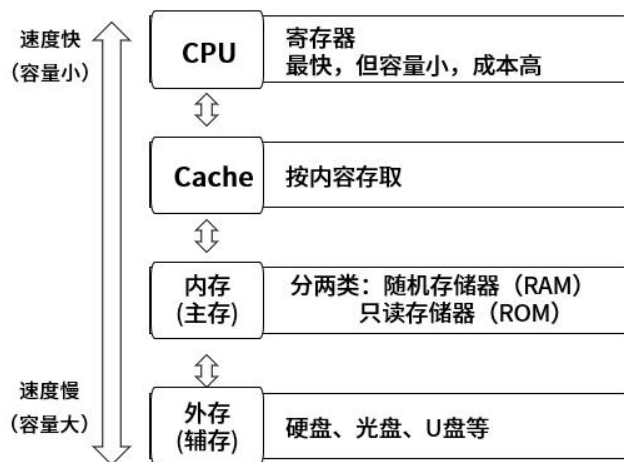 速度快
（容量小）
CPU
寄存器
最快，但容量小，成本高
Cache
按内容存取
内存
(主存)
分两类：随机存储器（RAM）
只读存储器（ROM）
速度慢
（容量大）
外存
(辅存)
硬盘、光盘、U盘等